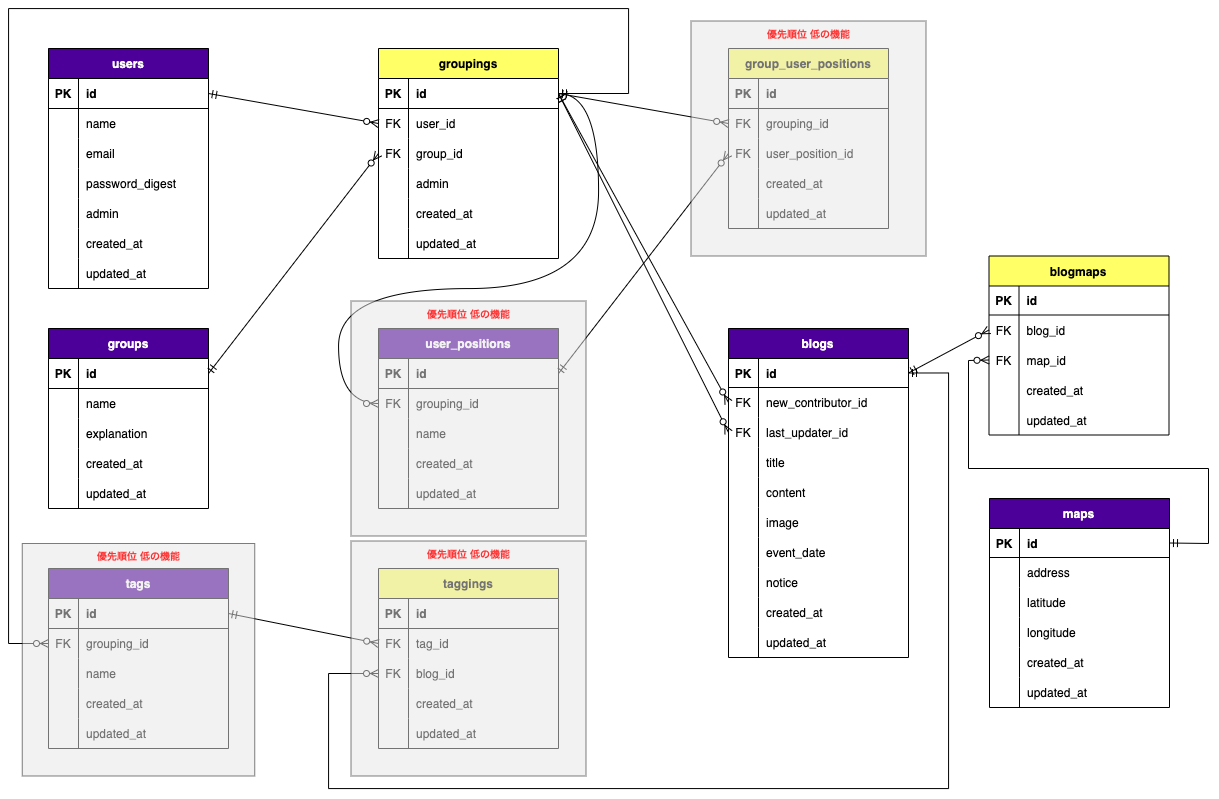 users
PK id
name
email
password_digest
admin
created_at
updated_at
groupings
PK id
FK user_id
FK group_id
admin
created_at
updated_at
優先順位 低の機能
group_user_positions
PK id
FK grouping_id
FK user_position_id
created_at
updated_at
groups
PK id
name
explanation
created_at
updated_at
優先順位 低の機能
user_positions
PK id
FK grouping_id
name
created_at
updated_at
blogs
PK id
FK new_contributor_id
FK last_updater_id
title
content
image
event_date
notice
created_at
updated_at
blogmaps
PK id
FK blog_id
FK map_id
created_at
updated_at
maps
PK id
address
latitude
longitude
created_at
updated_at
優先順位 低の機能
tags
PK id
FK grouping_id
name
created_at
updated_at
優先順位 低の機能
taggings
PK id
FK tag_id
FK blog_id
created_at
updated_at